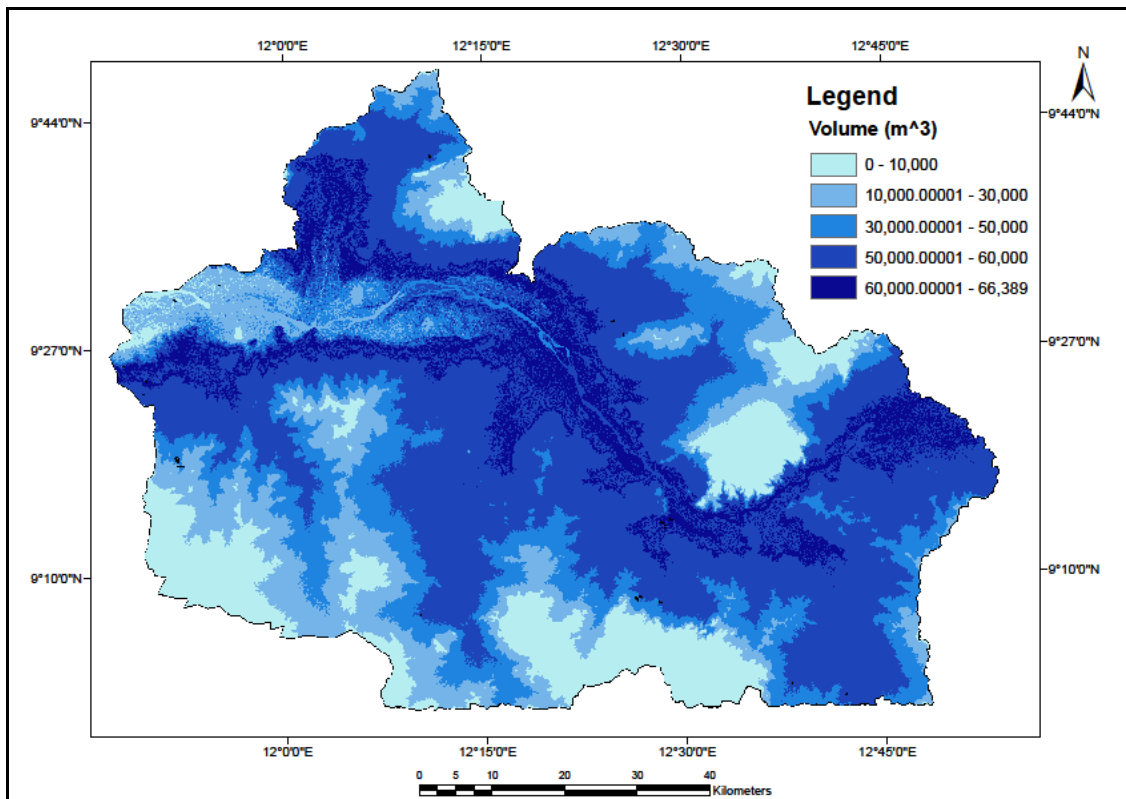 12°0'0"E 12°15'0"E 12°30'0"E 12°45'0"E
N
Legend
Volume (m^3)
0 - 10,000
10,000.00001 - 30,000
30,000.00001 - 50,000
50,000.00001 - 60,000
60,000.00001 - 66,389
9°44'0"N 9°44'0"N
9°27'0"N 9°27'0"N
9°10'0"N 9°10'0"N
12°0'0"E 12°15'0"E 12°30'0"E 12°45'0"E
0 5 10 20 30 40
Kilometers